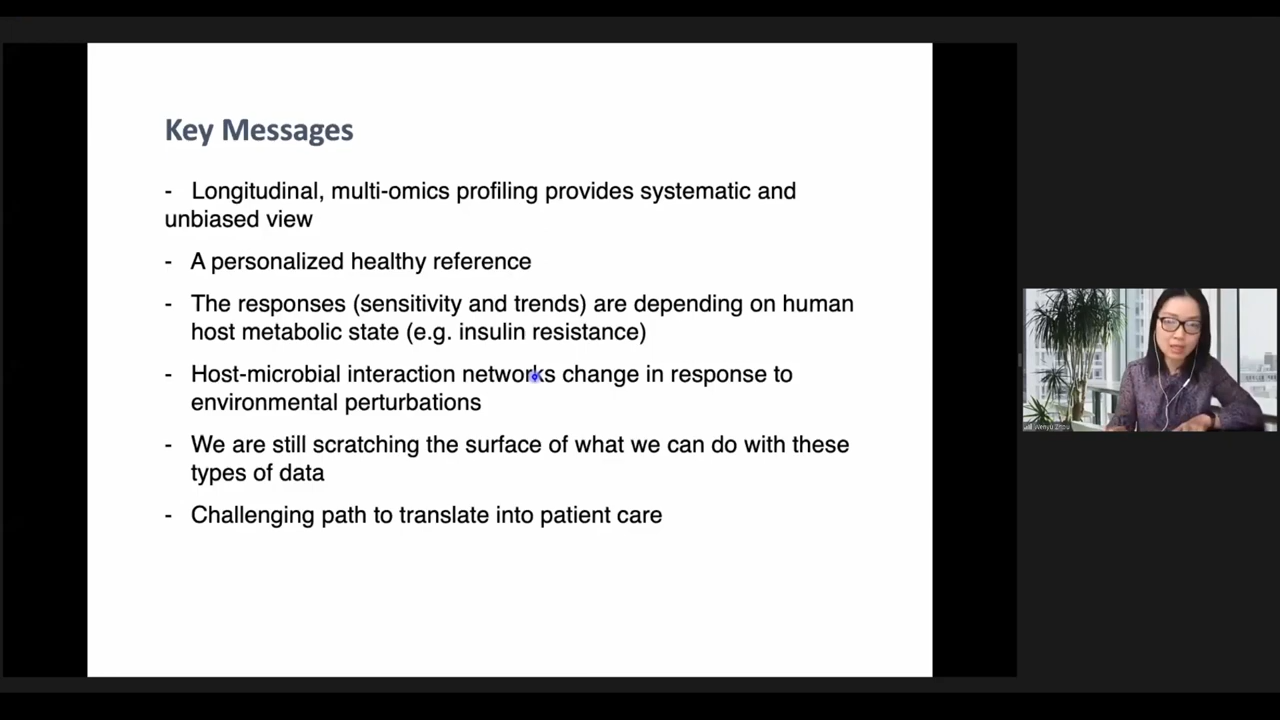 Key Messages
- Longitudinal, multi-omics profiling provides systematic and
unbiased view
- A personalized healthy reference
- The responses (sensitivity and trends) are depending on human
host metabolic state (e.g. insulin resistance)
- Host-microbial interaction networks change in response to
environmental perturbations
- We are still scratching the surface of what we can do with these
types of data
- Challenging path to translate into patient care
Wenyu Zhou